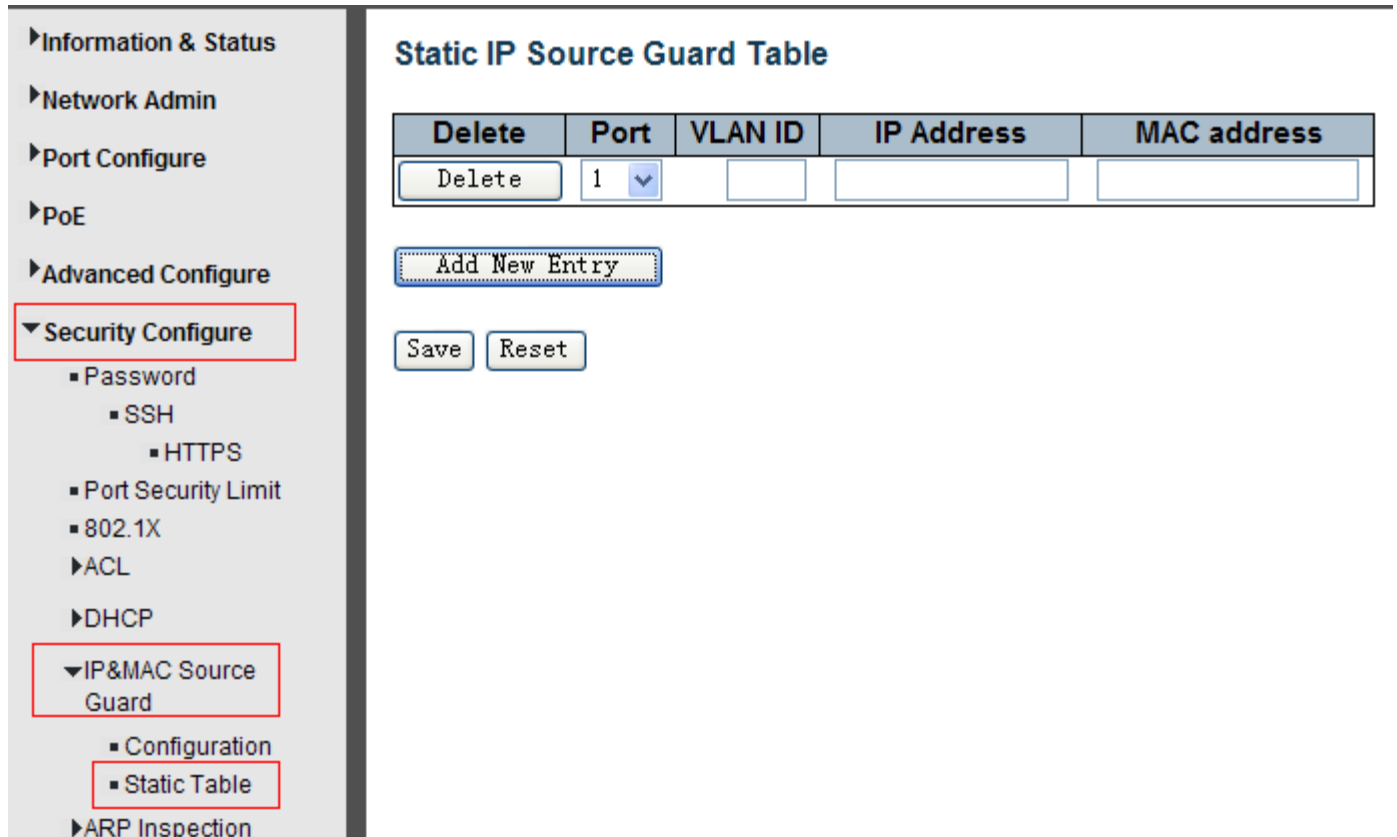 Information & Status
Network Admin
Port Configure
PoE
Advanced Configure
Security Configure
Password
SSH
HTTPS
Port Security Limit
802.1X
ACL
DHCP
IP&MAC Source
Guard
Configuration
Static Table
ARP Inspection
Static IP Source Guard Table
Delete Port VLAN ID IP Address MAC address
Delete 1
Add New Entry
Save Reset